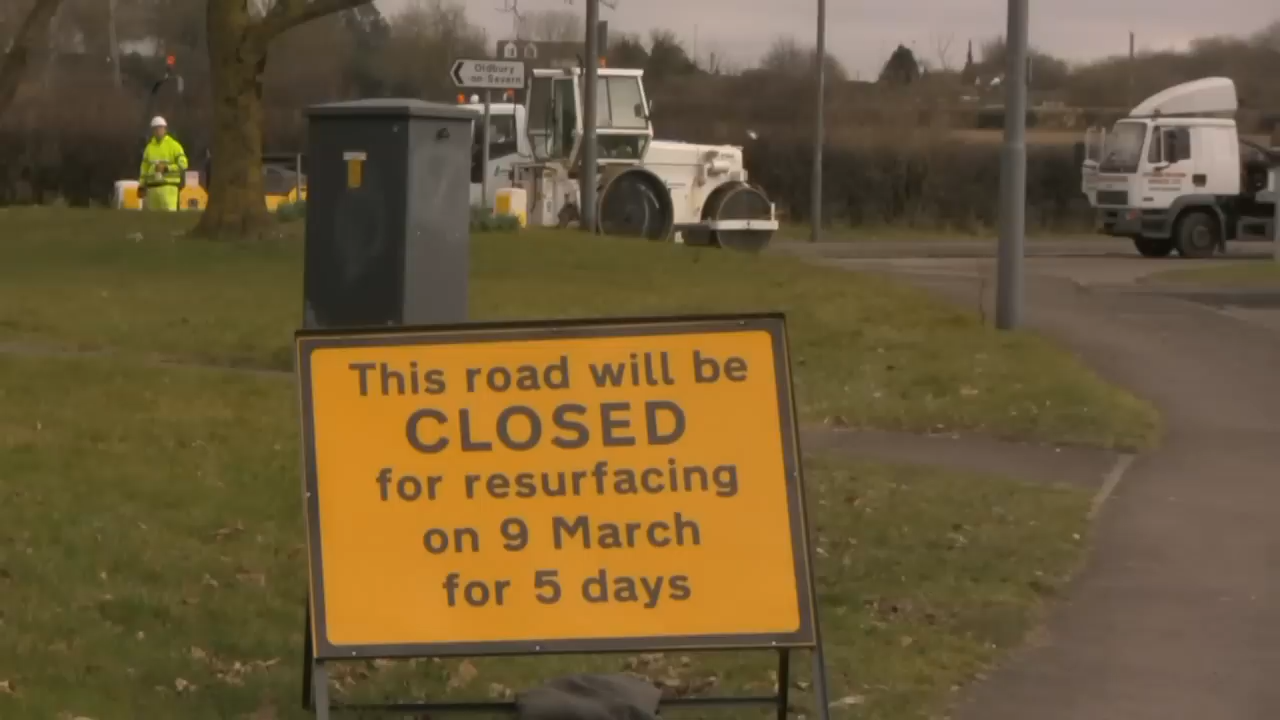 Oldbury
on Severn
This road will be
CLOSED
for resurfacing
on 9 March
for 5 days